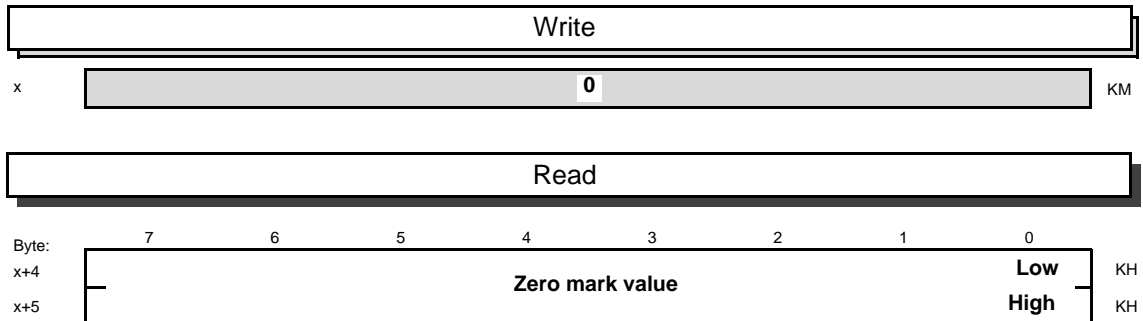 Write
x 0 KM
Read
Byte: 7 6 5 4 3 2 1 0
x+4 Zero mark value Low KH
x+5 High KH